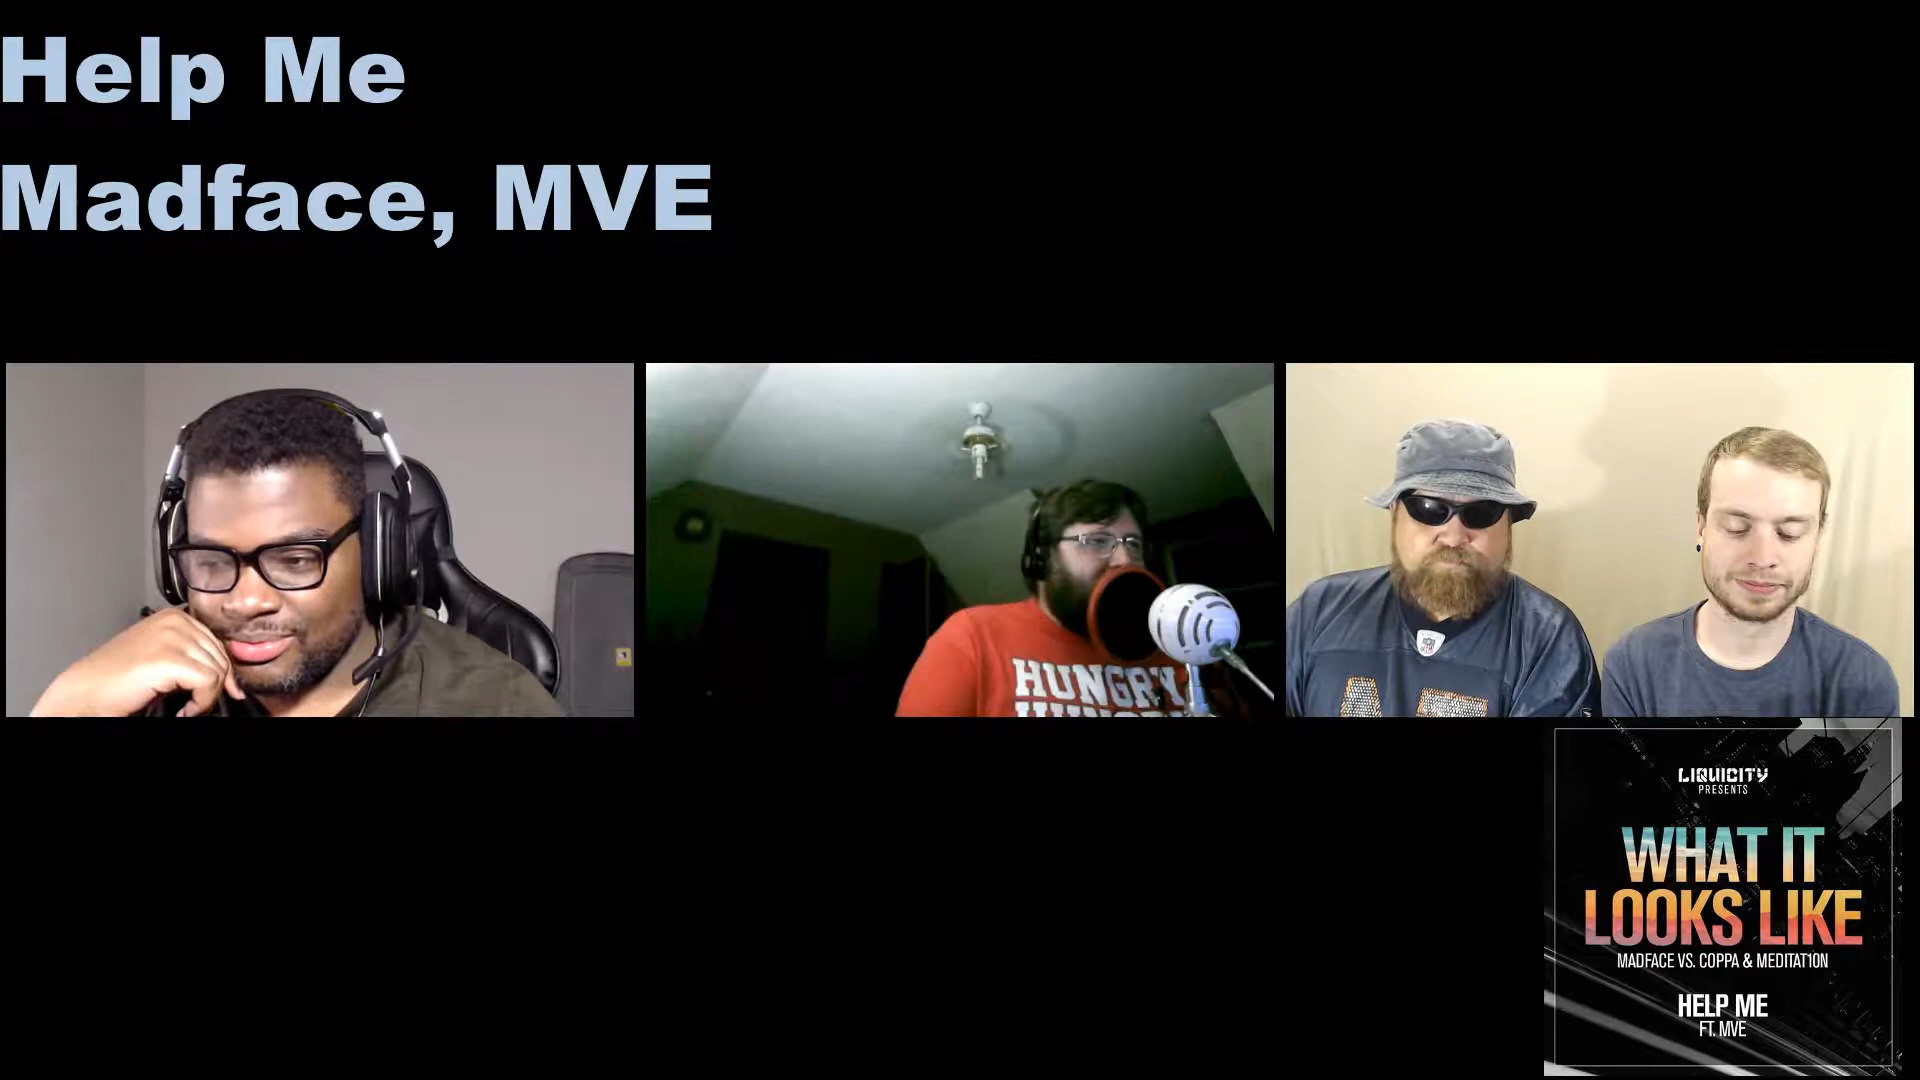 Help Me
Madface, MVE
HUNGRY
LIQUICITY
PRESENTS
WHAT IT
LOOKS LIKE
MADFACE VS. COPPA & MEDITAT10N
HELP ME
FT. MVE